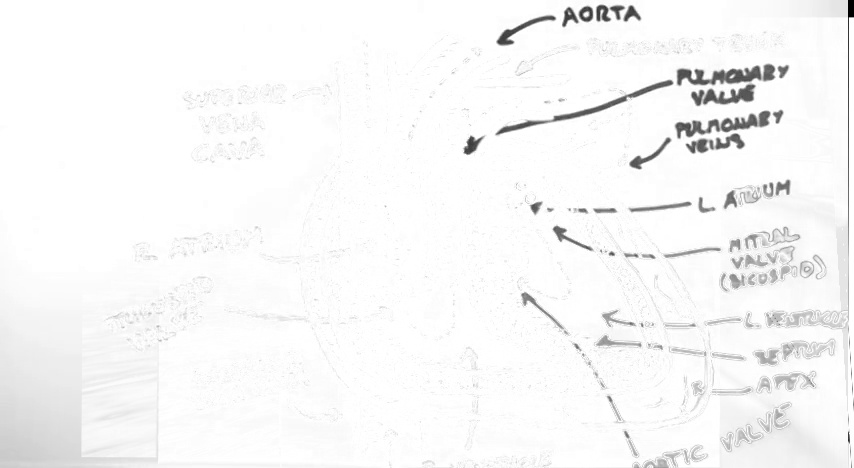 AORTA
PULMONARY TRUNK
PULMONARY
VALVE
SUPERIOR
VENA
CAVA
PULMONARY
VEINS
L. ATRIUM
R. ATRIUM
MITRAL
VALVE
(BICUSPID)
TRICUSPID
VALVE
L. VENTRICLE
SEPTUM
APEX
AORTIC VALVE
R. VENTRICLE